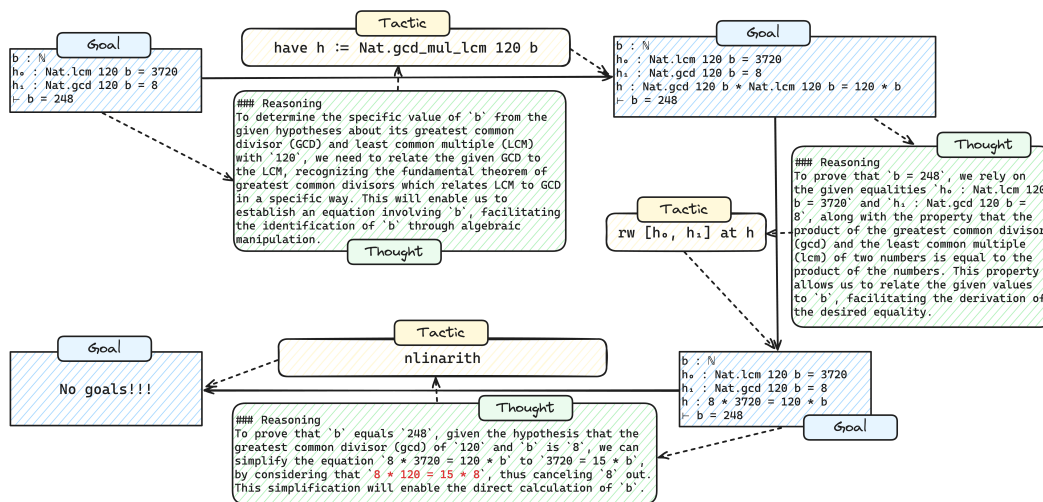 Goal
b : ℕ
h₀ : Nat.lcm 120 b = 3720
h₁ : Nat.gcd 120 b = 8
⊢ b = 248
Tactic
have h := Nat.gcd_mul_lcm 120 b
Goal
b : ℕ
h₀ : Nat.lcm 120 b = 3720
h₁ : Nat.gcd 120 b = 8
h : Nat.gcd 120 b * Nat.lcm 120 b = 120 * b
⊢ b = 248
### Reasoning
To determine the specific value of `b` from the
given hypotheses about its greatest common
divisor (GCD) and least common multiple (LCM)
with `120`, we need to relate the given GCD to
the LCM, recognizing the fundamental theorem of
greatest common divisors which relates LCM to GCD
in a specific way. This will enable us to
establish an equation involving `b`, facilitating
the identification of `b` through algebraic
manipulation.
Thought
Thought
### Reasoning
To prove that `b = 248`, we rely on
the given equalities `h₀ : Nat.lcm 120
b = 3720` and `h₁ : Nat.gcd 120 b =
8`, along with the property that the
product of the greatest common divisor
(gcd) and the least common multiple
(lcm) of two numbers is equal to the
product of the numbers. This property
allows us to relate the given values
to `b`, facilitating the derivation of
the desired equality.
Tactic
rw [h₀, h₁] at h
b : ℕ
h₀ : Nat.lcm 120 b = 3720
h₁ : Nat.gcd 120 b = 8
h : 8 * 3720 = 120 * b
⊢ b = 248
Goal
Tactic
nlinarith
Thought
### Reasoning
To prove that `b` equals `248`, given the hypothesis that the
greatest common divisor (gcd) of `120` and `b` is `8`, we can
simplify the equation `8 * 3720 = 120 * b` to `3720 = 15 * b`,
by considering that `8 * 120 = 15 * 8`, thus canceling `8` out.
This simplification will enable the direct calculation of `b`.
Goal
No goals!!!